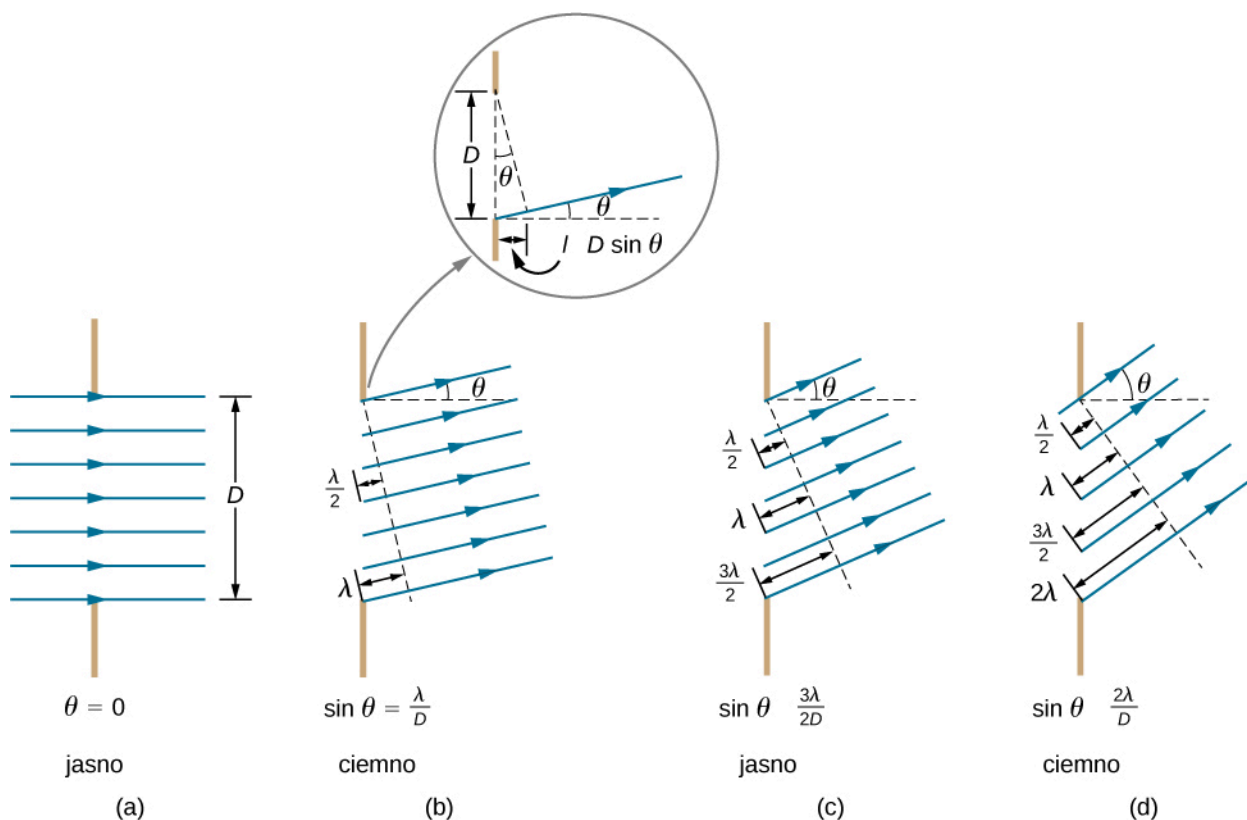 D
θ
θ
l D sin θ
D
θ
λ/2
λ
θ
λ/2
λ
3λ/2
θ
λ/2
λ
3λ/2
2λ
θ = 0
sin θ = λ/D
sin θ 3λ/2D
sin θ 2λ/D
jasno
ciemno
jasno
ciemno
(a)
(b)
(c)
(d)